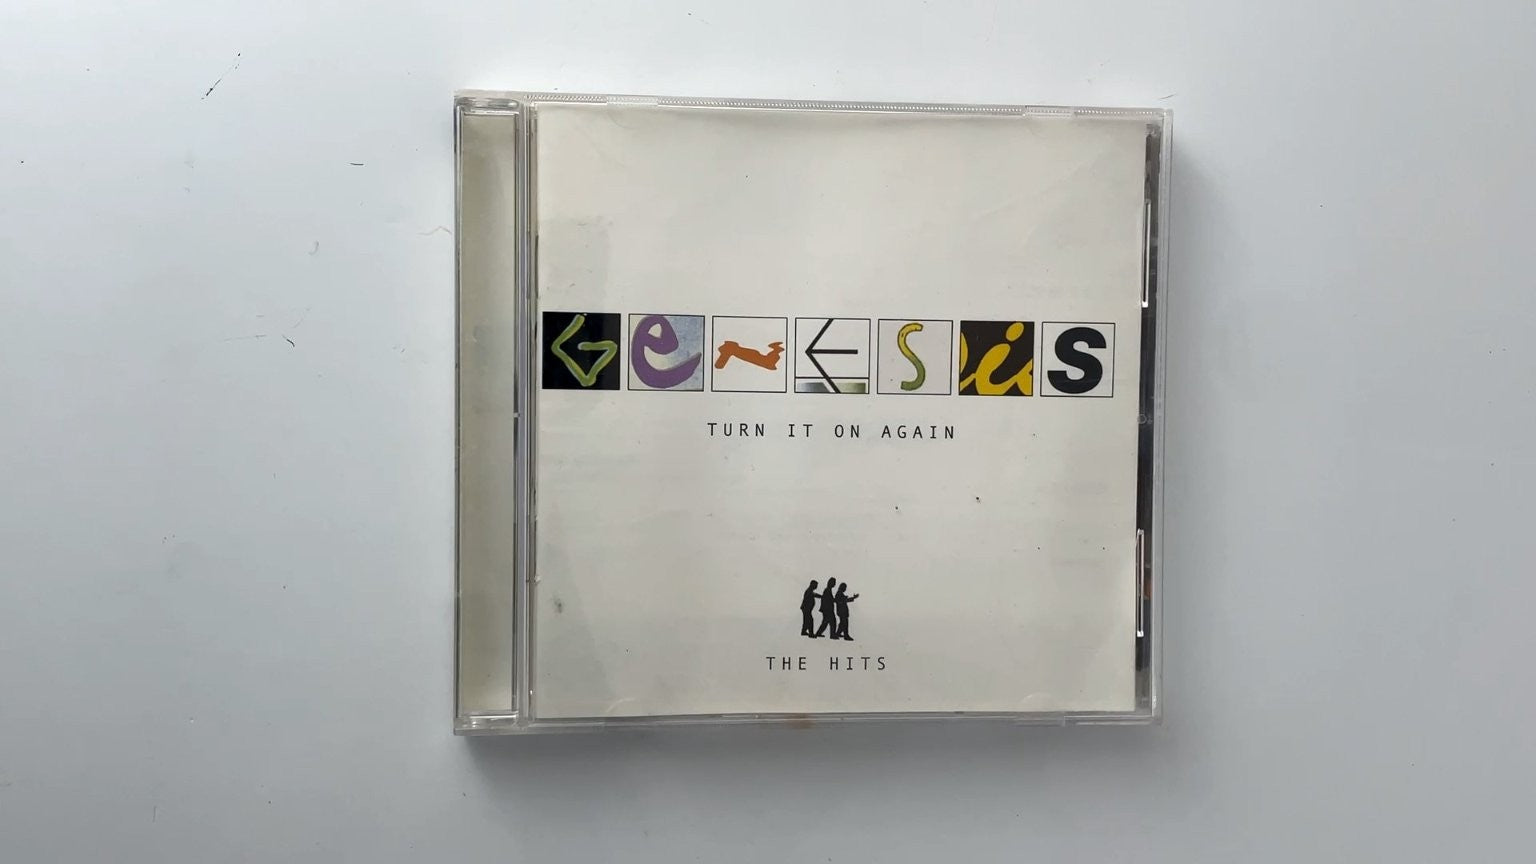 GeNESiS
TURN IT ON AGAIN
THE HITS